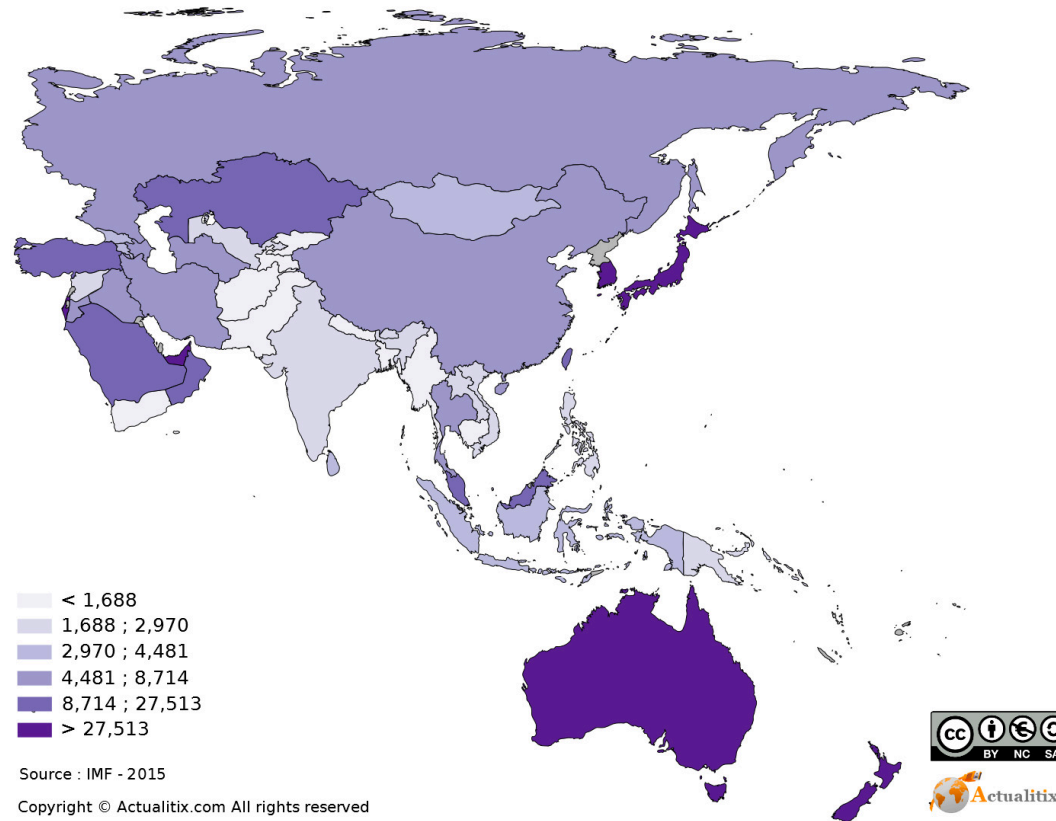 < 1,688
1,688 ; 2,970
2,970 ; 4,481
4,481 ; 8,714
8,714 ; 27,513
> 27,513
Source : IMF - 2015
Copyright © Actualitix.com All rights reserved
cc
BY NC SA
Actualitix